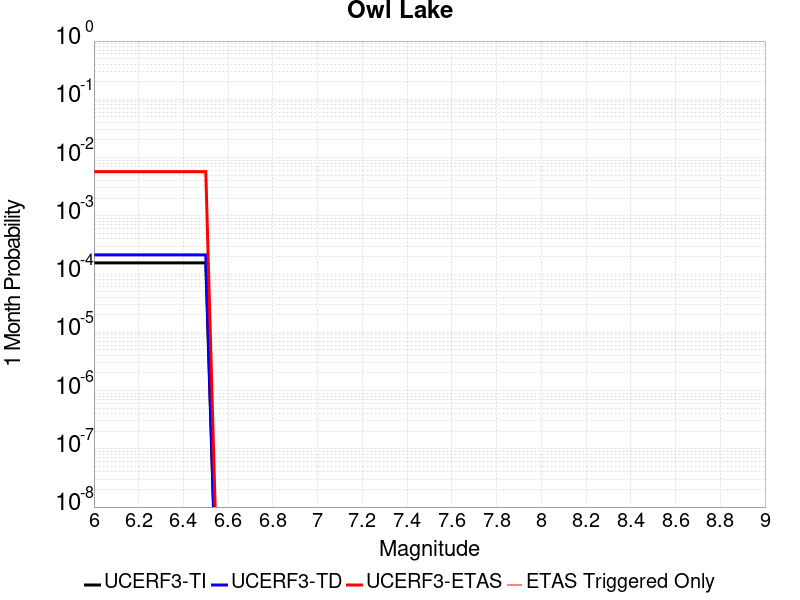 Owl Lake
1 Month Probability
10^0
10^-1
10^-2
10^-3
10^-4
10^-5
10^-6
10^-7
10^-8
6 6.2 6.4 6.6 6.8 7 7.2 7.4 7.6 7.8 8 8.2 8.4 8.6 8.8 9
Magnitude
UCERF3-TI UCERF3-TD UCERF3-ETAS ETAS Triggered Only